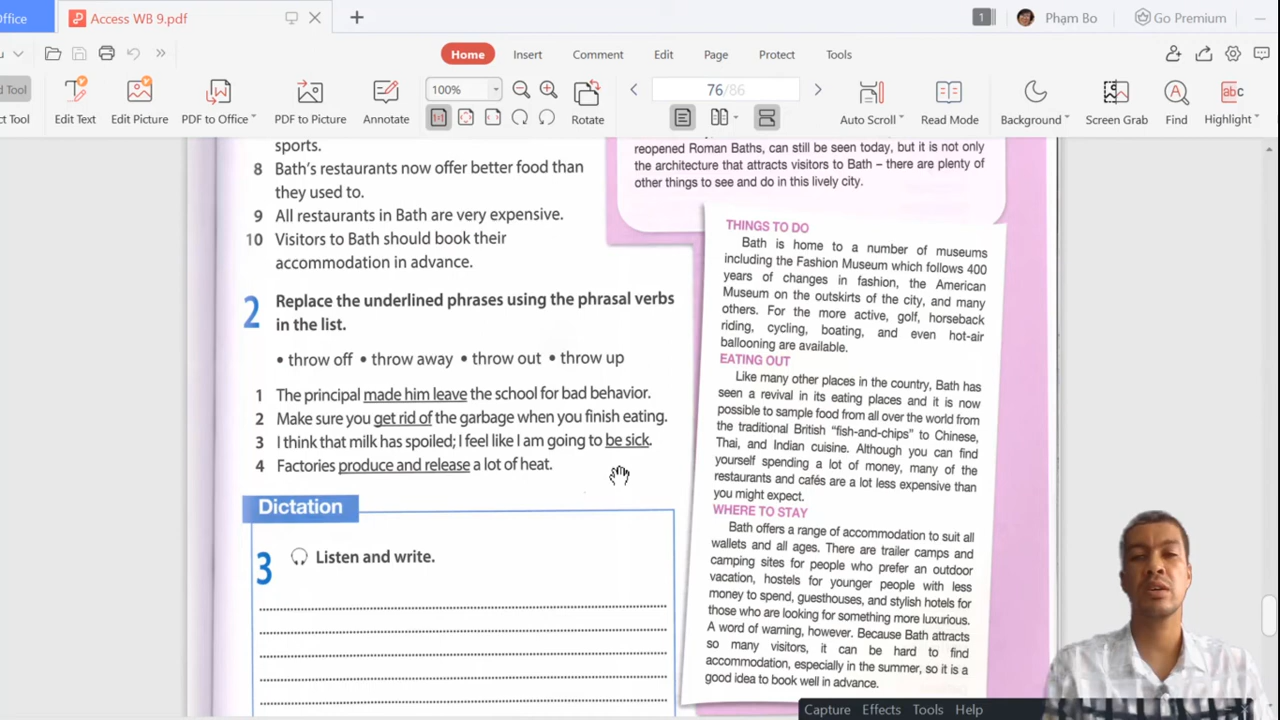 Office
Access WB 9.pdf
1
Phạm Bo
Go Premium
Home
Insert
Comment
Edit
Page
Protect
Tools
100%
76/86
Tool
ct Tool
Edit Text
Edit Picture
PDF to Office
PDF to Picture
Annotate
Rotate
Auto Scroll
Read Mode
Background
Screen Grab
Find
Highlight
sports.
8 Bath's restaurants now offer better food than
they used to.
9 All restaurants in Bath are very expensive.
10 Visitors to Bath should book their
accommodation in advance.
2 Replace the underlined phrases using the phrasal verbs
in the list.
• throw off • throw away • throw out • throw up
1 The principal made him leave the school for bad behavior.
2 Make sure you get rid of the garbage when you finish eating.
3 I think that milk has spoiled; I feel like I am going to be sick.
4 Factories produce and release a lot of heat.
Dictation
3 Listen and write.
reopened Roman Baths, can still be seen today, but it is not only
the architecture that attracts visitors to Bath – there are plenty of
other things to see and do in this lively city.
THINGS TO DO
Bath is home to a number of museums
including the Fashion Museum which follows 400
years of changes in fashion, the American
Museum on the outskirts of the city, and many
others. For the more active, golf, horseback
riding, cycling, boating, and even hot-air
ballooning are available.
EATING OUT
Like many other places in the country, Bath has
seen a revival in its eating places and it is now
possible to sample food from all over the world from
the traditional British "fish-and-chips" to Chinese,
Thai, and Indian cuisine. Although you can find
yourself spending a lot of money, many of the
restaurants and cafés are a lot less expensive than
you might expect.
WHERE TO STAY
Bath offers a range of accommodation to suit all
wallets and all ages. There are trailer camps and
camping sites for people who prefer an outdoor
vacation, hostels for younger people with less
money to spend, guesthouses, and stylish hotels for
those who are looking for something more luxurious.
A word of warning, however. Because Bath attracts
so many visitors, it can be hard to find
accommodation, especially in the summer, so it is a
good idea to book well in advance.
Capture Effects Tools Help